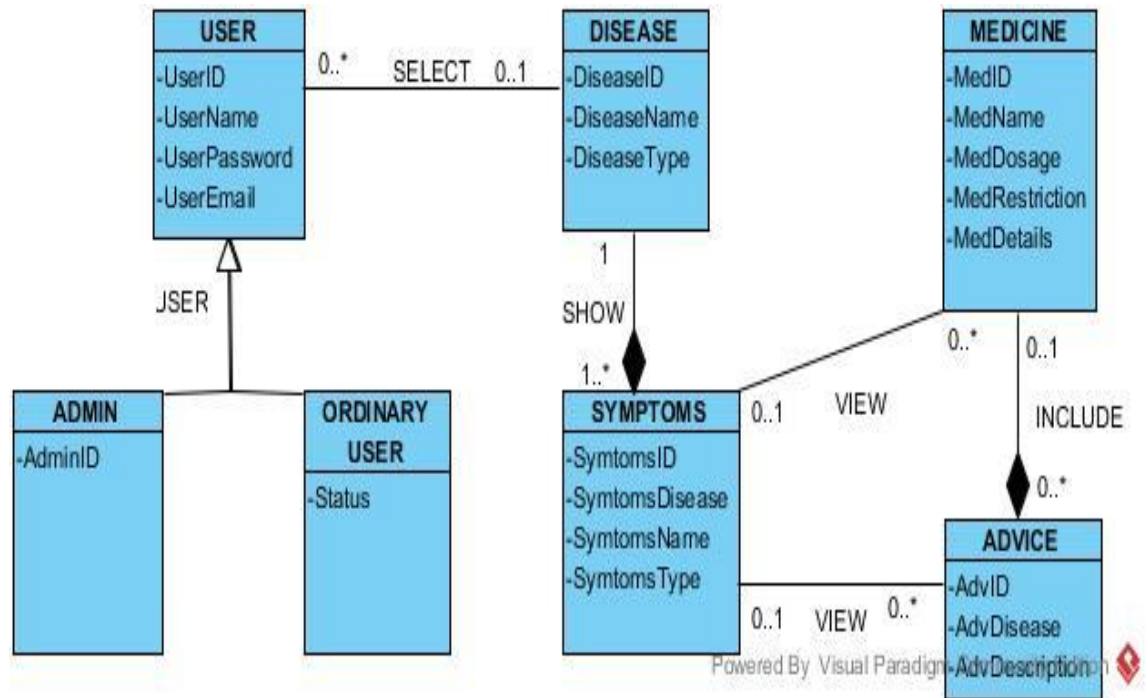 USER
-UserID
-UserName
-UserPassword
-UserEmail
0..*
SELECT
0..1
DISEASE
-DiseaseID
-DiseaseName
-DiseaseType
MEDICINE
-MedID
-MedName
-MedDosage
-MedRestriction
-MedDetails
JSER
1
SHOW
1..*
0..*
0..1
0..1
VIEW
INCLUDE
0..*
ADMIN
-AdminID
ORDINARY
USER
-Status
SYMPTOMS
-SymtomsID
-SymtomsDisease
-SymtomsName
-SymtomsType
ADVICE
-AdvID
-AdvDisease
-AdvDescription
0..1
VIEW
0..*
Powered By Visual Paradigm